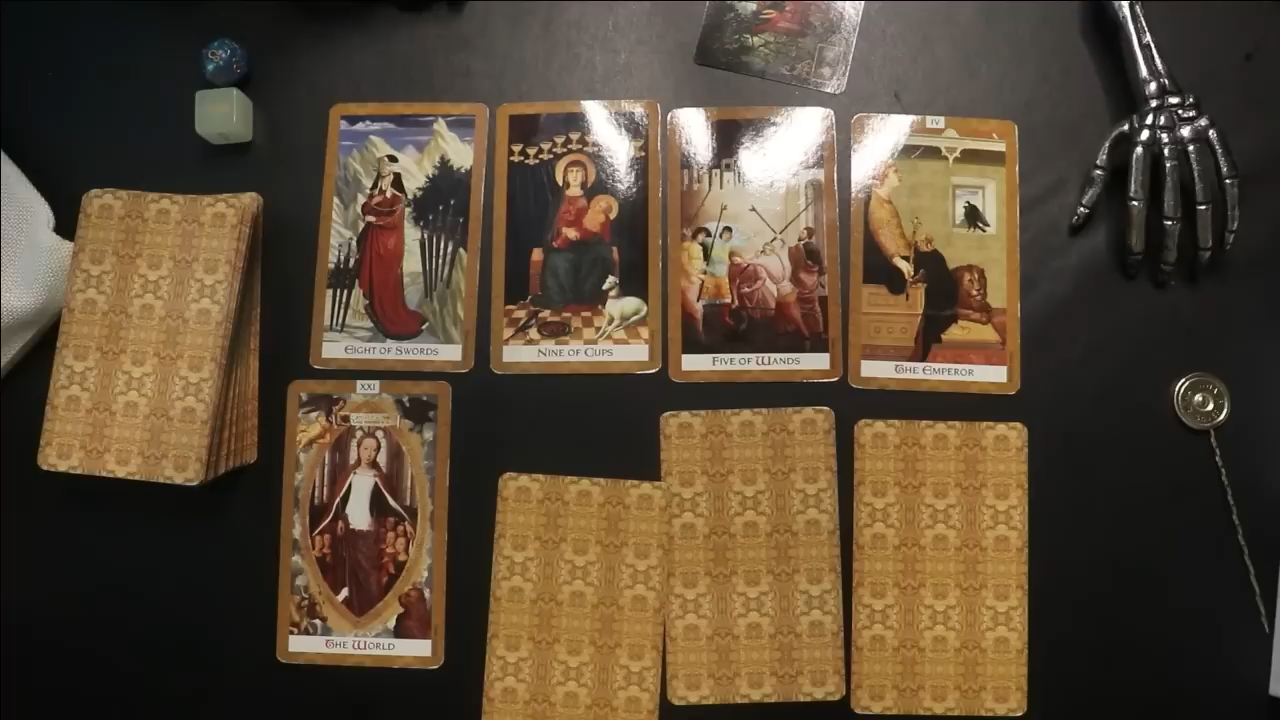 IV
EIGHT OF SWORDS
NINE OF CUPS
FIVE OF WANDS
THE EMPEROR
XXI
THE WORLD